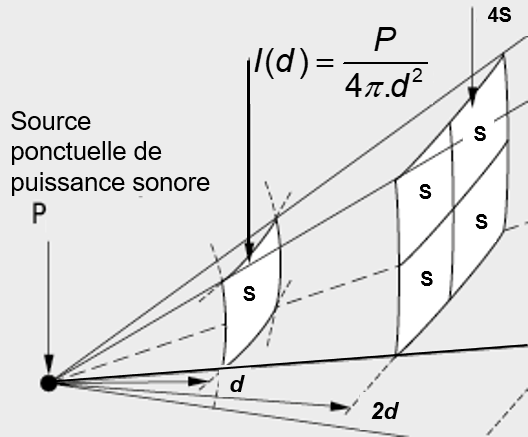 4S
I(d) = P / 4π.d²
Source
ponctuelle de
puissance sonore
P
S
S
S
S
S
d
2d